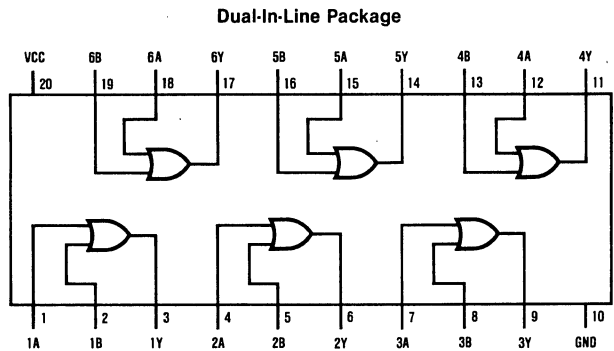 Dual-In-Line Package
VCC 6B 6A 6Y 5B 5A 5Y 4B 4A 4Y
20 19 18 17 16 15 14 13 12 11
1 2 3 4 5 6 7 8 9 10
1A 1B 1Y 2A 2B 2Y 3A 3B 3Y GND